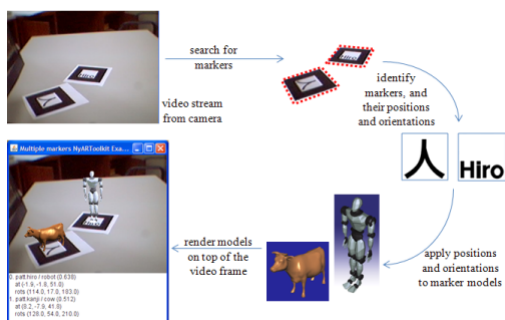 search for
markers
video stream
from camera
identify
markers, and
their positions
and orientations
人
Hiro
Multiple markers NyARToolkit Exa...
render models
on top of the
video frame
apply positions
and orientations
to marker models
0. patt.hiro / robot (0.638)
at (-1.9, -1.8, 51.0)
rots (114.0, 17.0, 183.0)
1. patt.kanji / cow (0.512)
at (0.2, -7.9, 41.0)
rots (128.0, 54.0, 210.0)